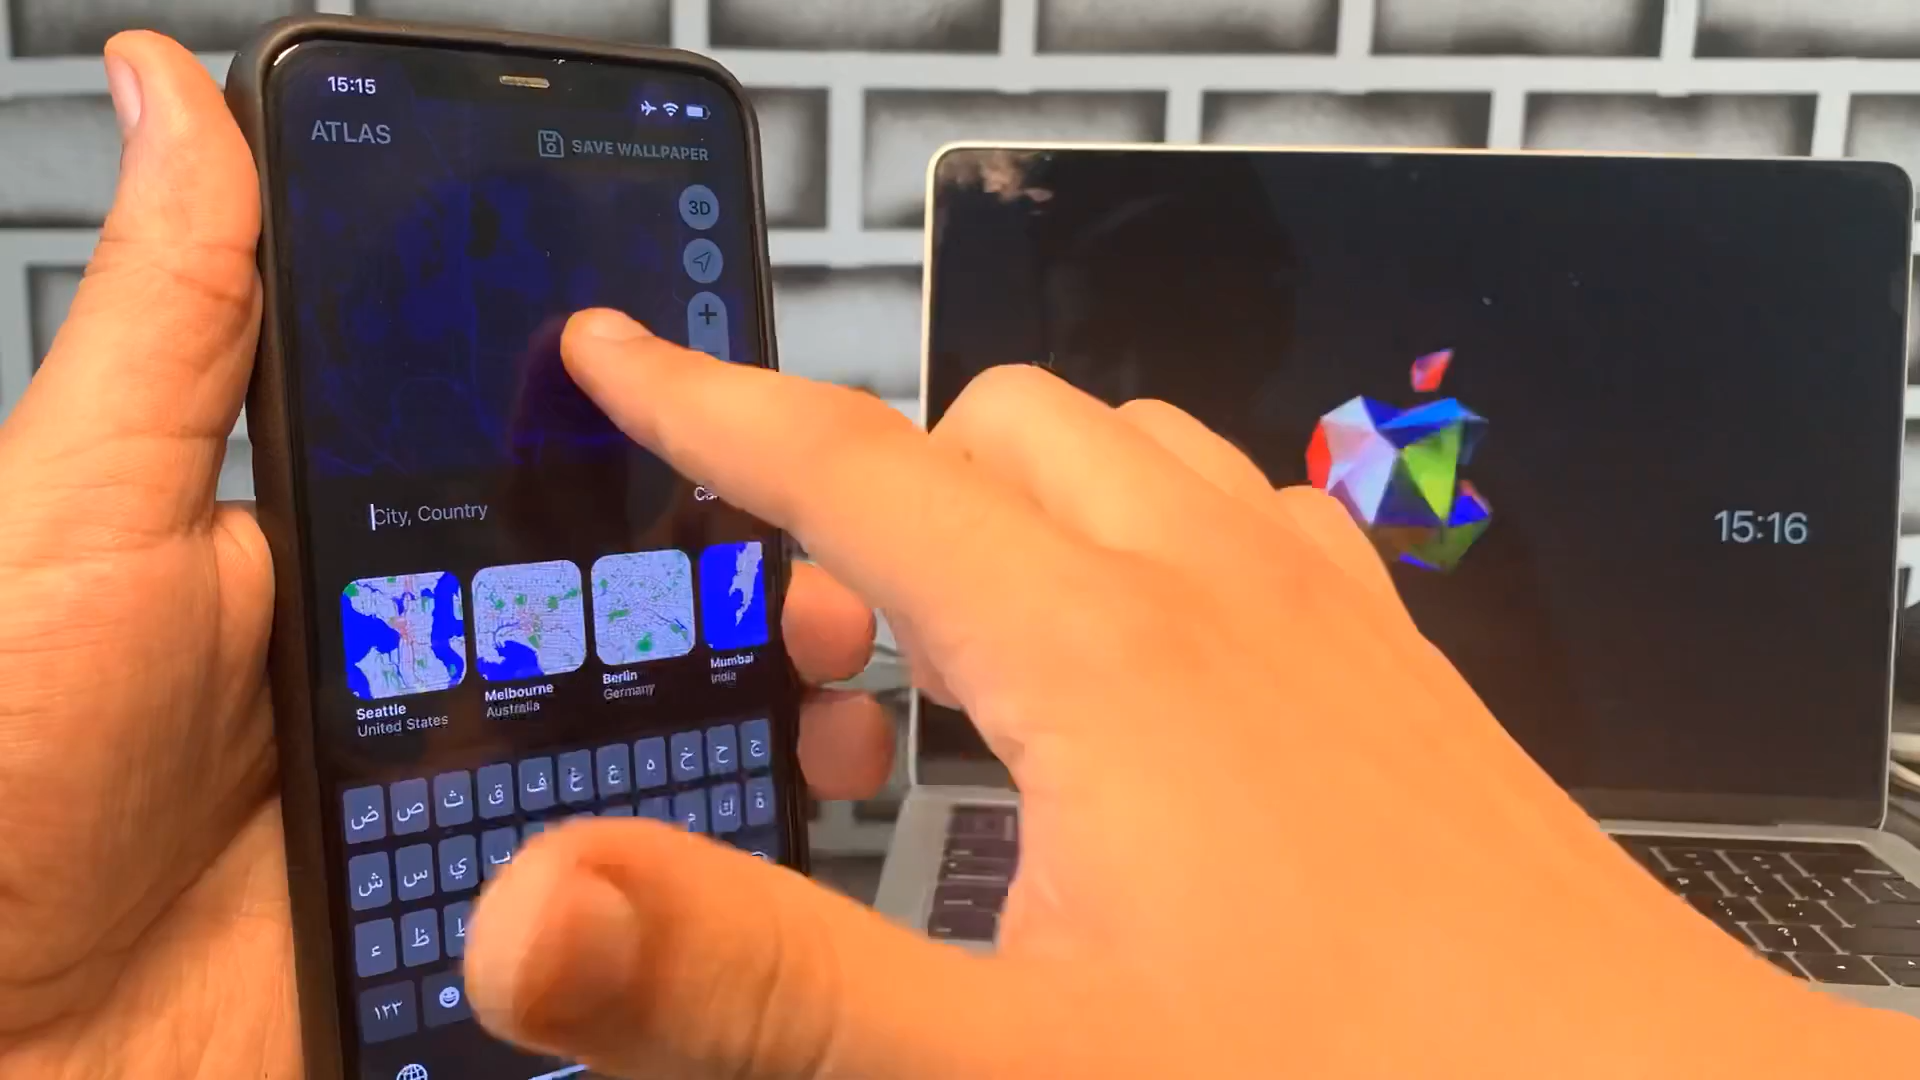 15:15
ATLAS
SAVE WALLPAPER
3D
City, Country
Seattle
United States
Melbourne
Australia
Berlin
Germany
Mumbai
India
ض ص ث ق ف غ ع ه خ ح ج
ش س ي ب م ك ة
ء ظ ط
١٢٣
15:16